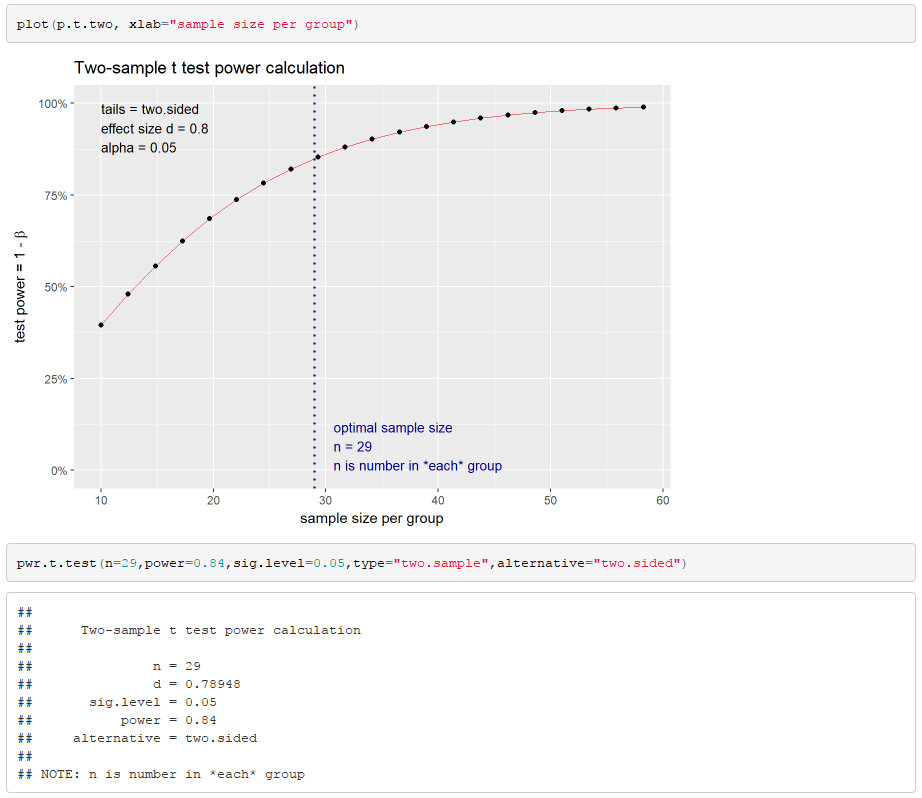 plot(p.t.two, xlab="sample size per group")
Two-sample t test power calculation
tails = two.sided
effect size d = 0.8
alpha = 0.05
100%
75%
50%
25%
0%
test power = 1 - β
optimal sample size
n = 29
n is number in *each* group
10 20 30 40 50 60
sample size per group
pwr.t.test(n=29,power=0.84,sig.level=0.05,type="two.sample",alternative="two.sided")
##
##      Two-sample t test power calculation
##
##               n = 29
##               d = 0.78948
##       sig.level = 0.05
##           power = 0.84
##     alternative = two.sided
##
## NOTE: n is number in *each* group